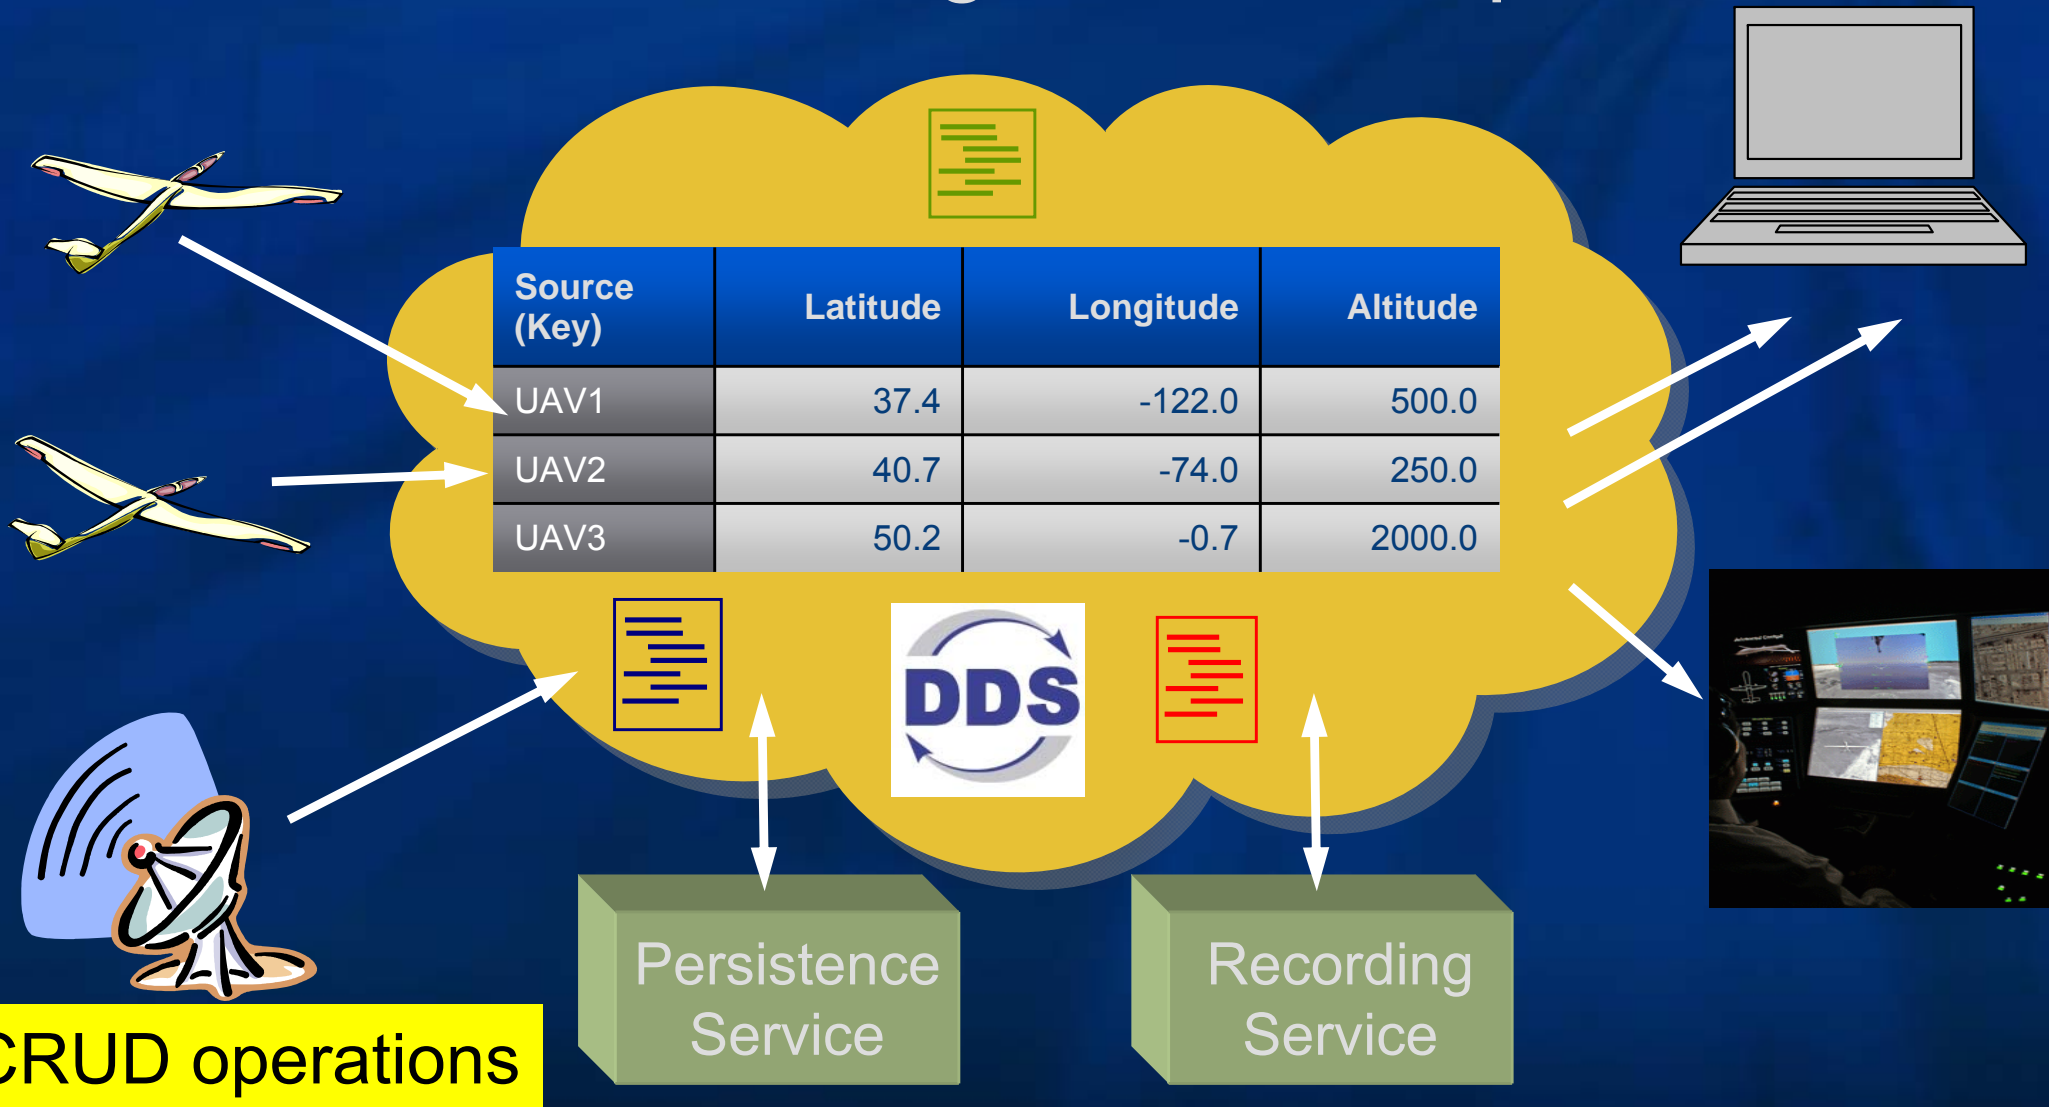 Source (Key) Latitude Longitude Altitude
UAV1 37.4 -122.0 500.0
UAV2 40.7 -74.0 250.0
UAV3 50.2 -0.7 2000.0
DDS
Persistence
Service
Recording
Service
CRUD operations